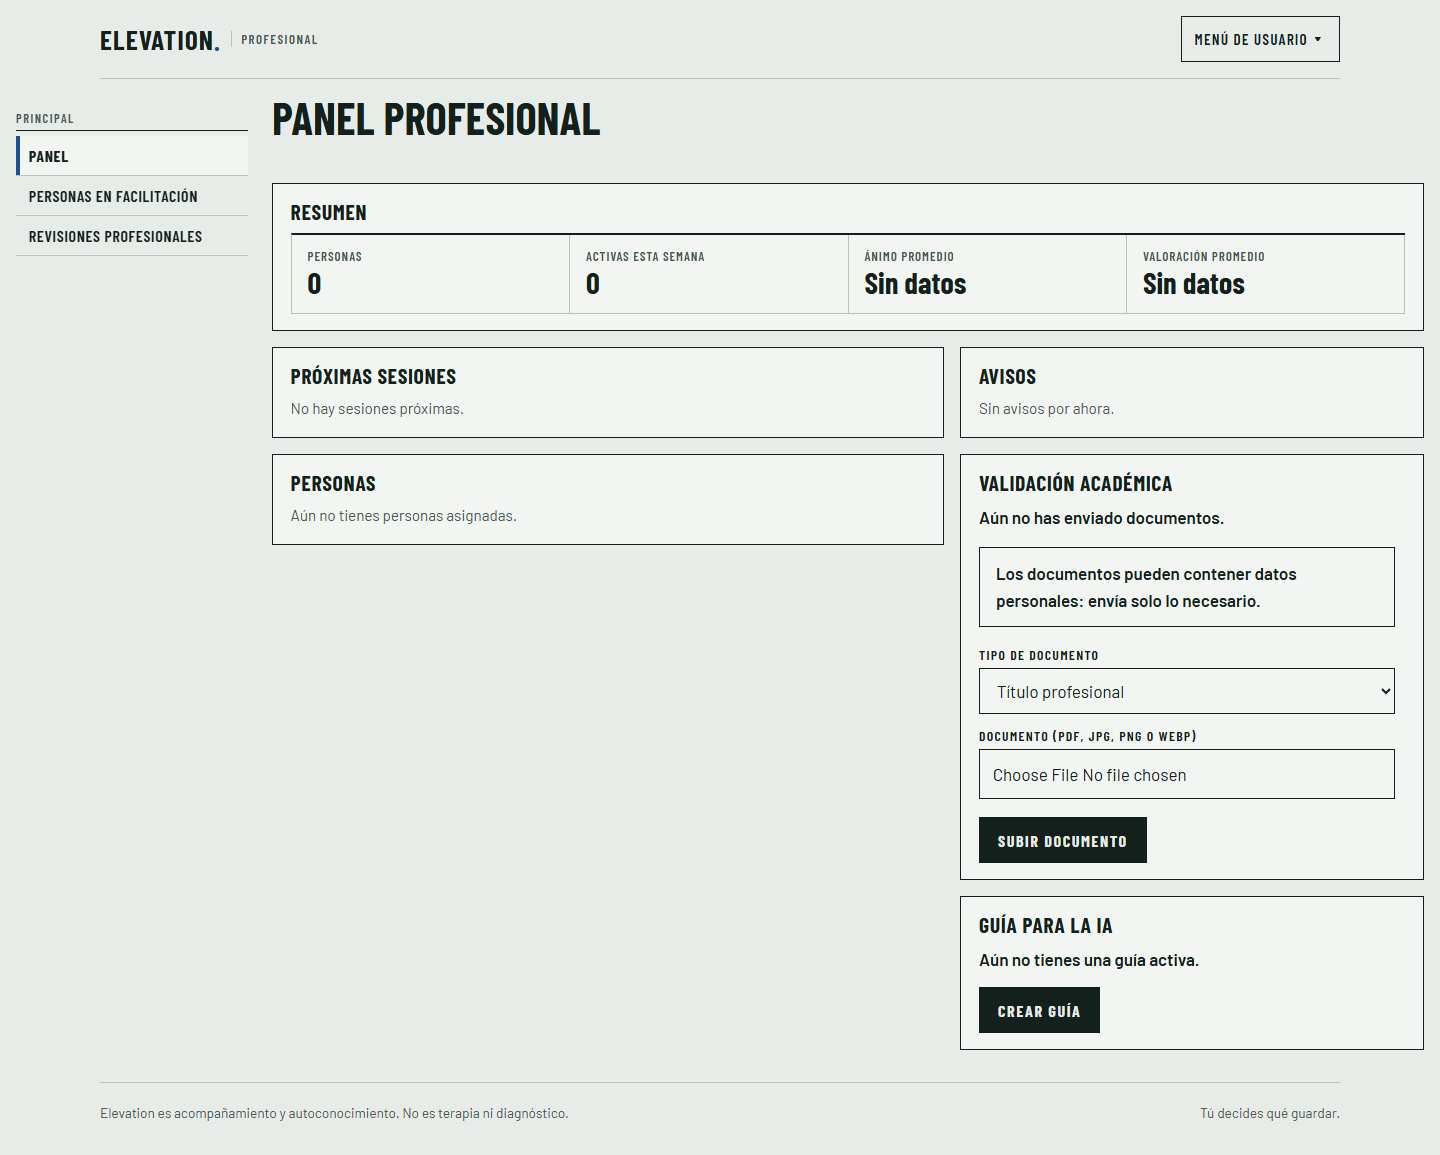 ELEVATION. PROFESIONAL
MENÚ DE USUARIO
PRINCIPAL
PANEL
PERSONAS EN FACILITACIÓN
REVISIONES PROFESIONALES
PANEL PROFESIONAL
RESUMEN
PERSONAS
0
ACTIVAS ESTA SEMANA
0
ÁNIMO PROMEDIO
Sin datos
VALORACIÓN PROMEDIO
Sin datos
PRÓXIMAS SESIONES
No hay sesiones próximas.
AVISOS
Sin avisos por ahora.
PERSONAS
Aún no tienes personas asignadas.
VALIDACIÓN ACADÉMICA
Aún no has enviado documentos.
Los documentos pueden contener datos
personales: envía solo lo necesario.
TIPO DE DOCUMENTO
Título profesional
DOCUMENTO (PDF, JPG, PNG O WEBP)
Choose File No file chosen
SUBIR DOCUMENTO
GUÍA PARA LA IA
Aún no tienes una guía activa.
CREAR GUÍA
Elevation es acompañamiento y autoconocimiento. No es terapia ni diagnóstico.
Tú decides qué guardar.